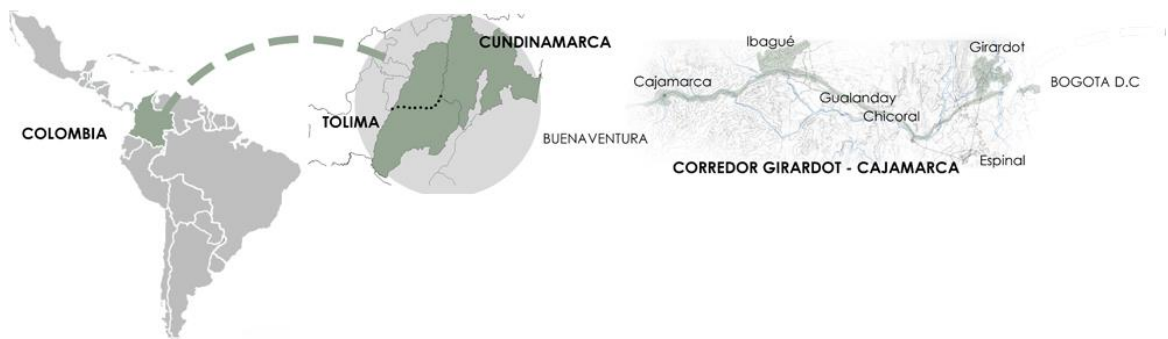 COLOMBIA
CUNDINAMARCA
TOLIMA
BUENAVENTURA
Ibagué
Girardot
Cajamarca
BOGOTA D.C
Gualanday
Chicoral
Espinal
CORREDOR GIRARDOT - CAJAMARCA